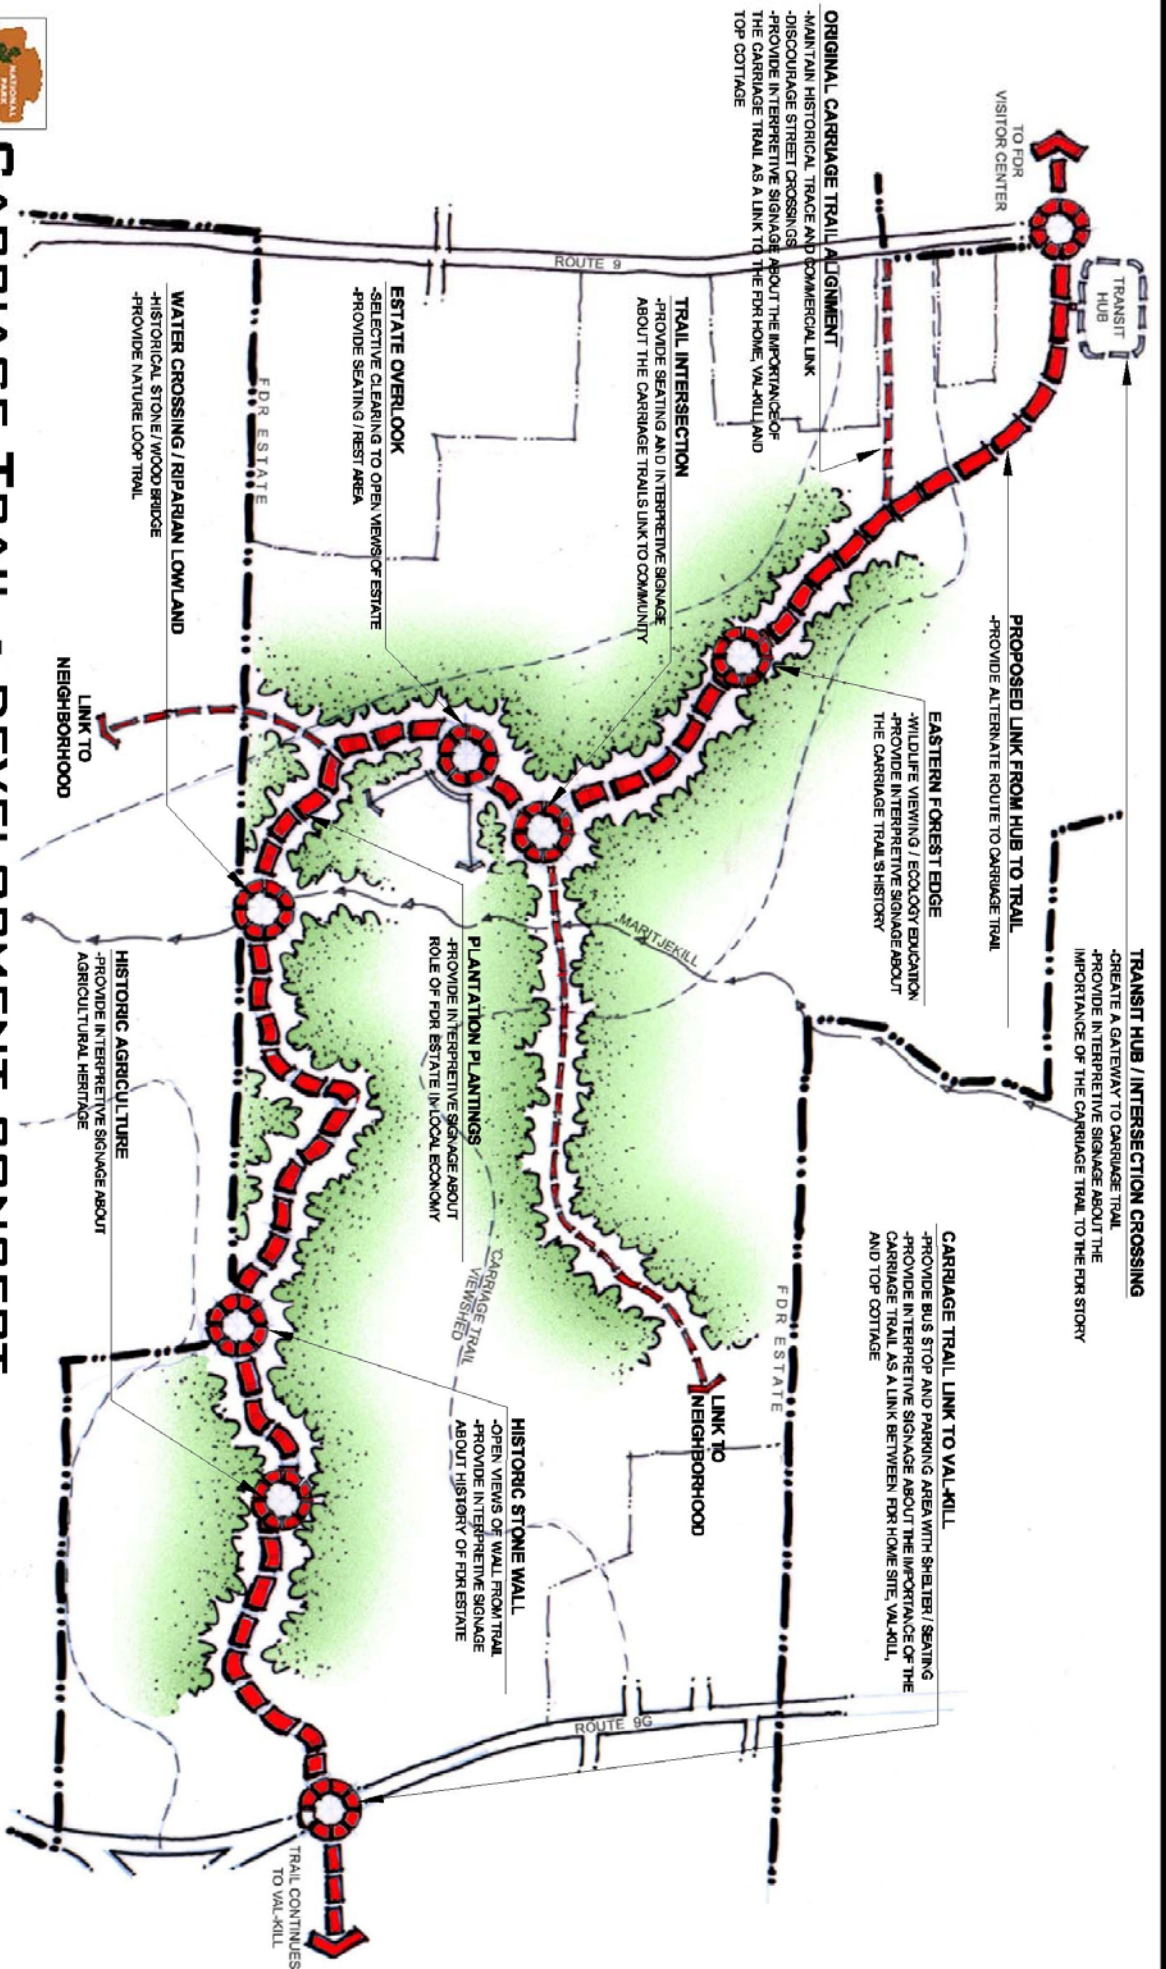 TRANSIT HUB / INTERSECTION CROSSING
-CREATE A GATEWAY TO CARRIAGE TRAIL
-PROVIDE INTERPRETIVE SIGNAGE ABOUT THE
IMPORTANCE OF THE CARRIAGE TRAIL TO THE FDR STORY
TRANSIT
HUB
TO FDR
VISITOR CENTER
PROPOSED LINK FROM HUB TO TRAIL
-PROVIDE ALTERNATE ROUTE TO CARRIAGE TRAIL
CARRIAGE TRAIL LINK TO VAL-KILL
-PROVIDE BUS STOP AND PARKING AREA WITH SHELTER / SEATING
-PROVIDE INTERPRETIVE SIGNAGE ABOUT THE IMPORTANCE OF THE
CARRIAGE TRAIL AS A LINK BETWEEN FDR HOME SITE, VAL-KILL,
AND TOP COTTAGE
EASTERN FOREST EDGE
-WILDLIFE VIEWING / ECOLOGY EDUCATION
-PROVIDE INTERPRETIVE SIGNAGE ABOUT
THE CARRIAGE TRAIL'S HISTORY
ORIGINAL CARRIAGE TRAIL ALIGNMENT
-MAINTAIN HISTORICAL TRACE AND COMMERCIAL LINK
-DISCOURAGE STREET CROSSINGS
-PROVIDE INTERPRETIVE SIGNAGE ABOUT THE IMPORTANCE OF
THE CARRIAGE TRAIL AS A LINK TO THE FDR HOME, VAL-KILL AND
TOP COTTAGE
FDR ESTATE
LINK TO
NEIGHBORHOOD
TRAIL INTERSECTION
-PROVIDE SEATING AND INTERPRETIVE SIGNAGE
ABOUT THE CARRIAGE TRAILS LINK TO COMMUNITY
MARITJEKILL
ROUTE 9
ROUTE 9G
HISTORIC STONE WALL
-OPEN VIEWS OF WALL FROM TRAIL
-PROVIDE INTERPRETIVE SIGNAGE
ABOUT HISTORY OF FDR ESTATE
CARRIAGE TRAIL
VIEWSHED
PLANTATION PLANTINGS
-PROVIDE INTERPRETIVE SIGNAGE ABOUT
ROLE OF FDR ESTATE IN LOCAL ECONOMY
ESTATE OVERLOOK
-SELECTIVE CLEARING TO OPEN VIEWS OF ESTATE
-PROVIDE SEATING / REST AREA
TRAIL CONTINUES
TO VAL-KILL
FDR ESTATE
WATER CROSSING / RIPARIAN LOWLAND
-HISTORICAL STONE / WOOD BRIDGE
-PROVIDE NATURE LOOP TRAIL
HISTORIC AGRICULTURE
-PROVIDE INTERPRETIVE SIGNAGE ABOUT
AGRICULTURAL HERITAGE
LINK TO
NEIGHBORHOOD
NATIONAL
PARK
CARRIAGE TRAIL - DEVELOPMENT CONCEPT